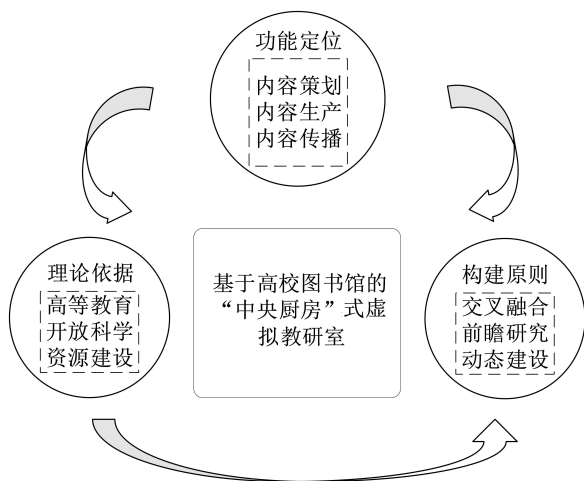 功能定位
内容策划
内容生产
内容传播
理论依据
高等教育
开放科学
资源建设
基于高校图书馆的
“中央厨房”式虚
拟教研室
构建原则
交叉融合
前瞻研究
动态建设